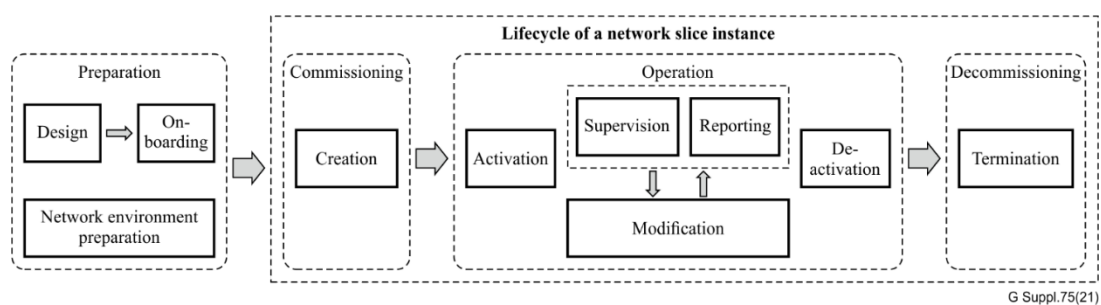 Lifecycle of a network slice instance
Preparation
Design
On-
boarding
Network environment
preparation
Commissioning
Creation
Operation
Activation
Supervision
Reporting
Modification
De-
activation
Decommissioning
Termination
G Suppl.75(21)